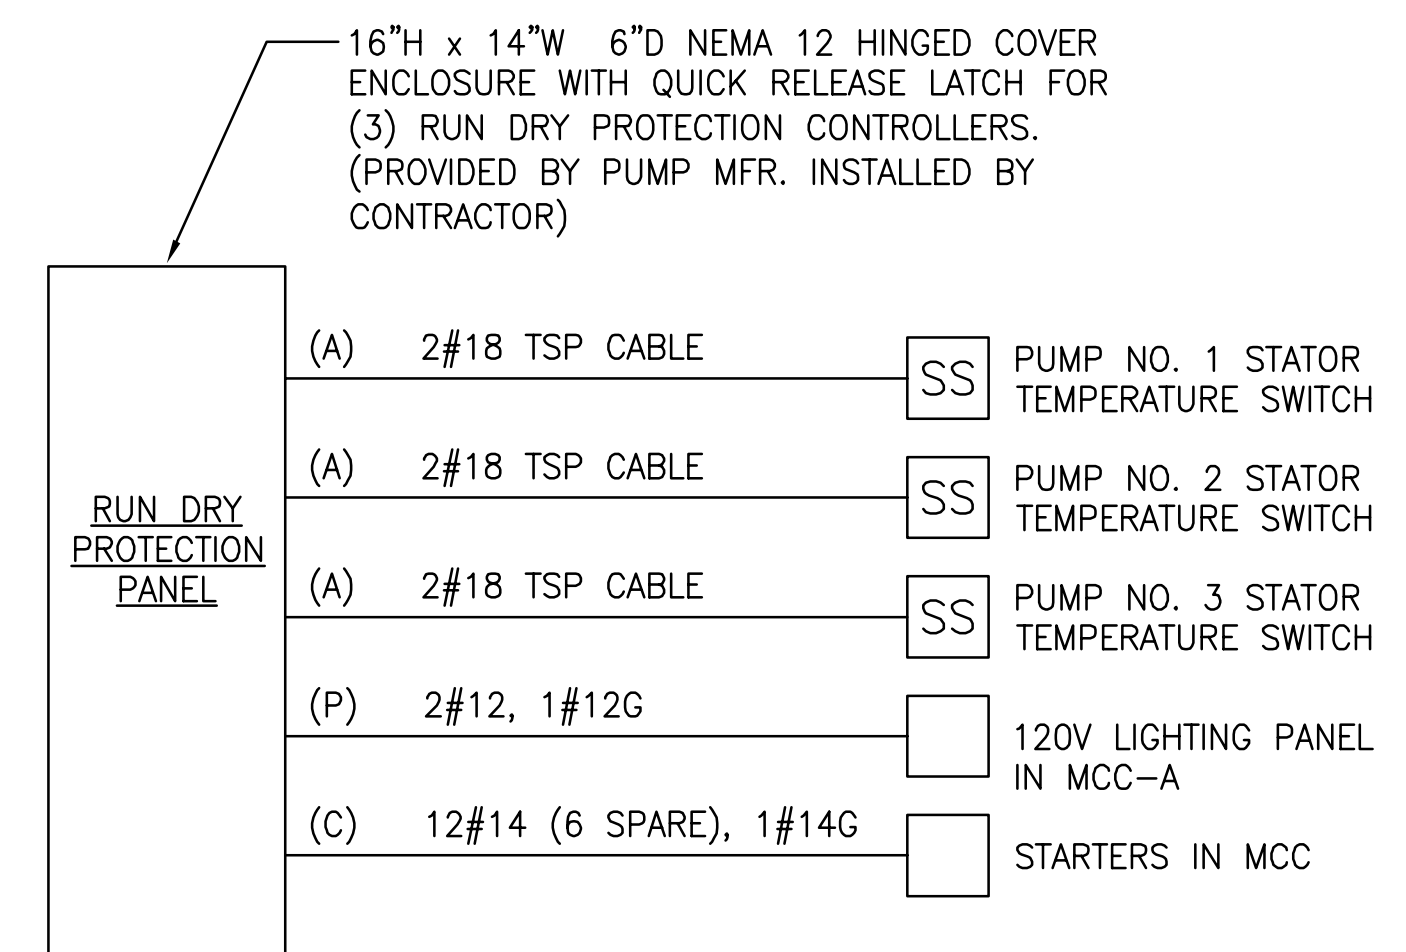 16”H x 14”W 6”D NEMA 12 HINGED COVER
ENCLOSURE WITH QUICK RELEASE LATCH FOR
(3) RUN DRY PROTECTION CONTROLLERS.
(PROVIDED BY PUMP MFR. INSTALLED BY
CONTRACTOR)
RUN DRY
PROTECTION
PANEL
(A) 2#18 TSP CABLE
SS
PUMP NO. 1 STATOR
TEMPERATURE SWITCH
(A) 2#18 TSP CABLE
SS
PUMP NO. 2 STATOR
TEMPERATURE SWITCH
(A) 2#18 TSP CABLE
SS
PUMP NO. 3 STATOR
TEMPERATURE SWITCH
(P) 2#12, 1#12G
120V LIGHTING PANEL
IN MCC-A
(C) 12#14 (6 SPARE), 1#14G
STARTERS IN MCC